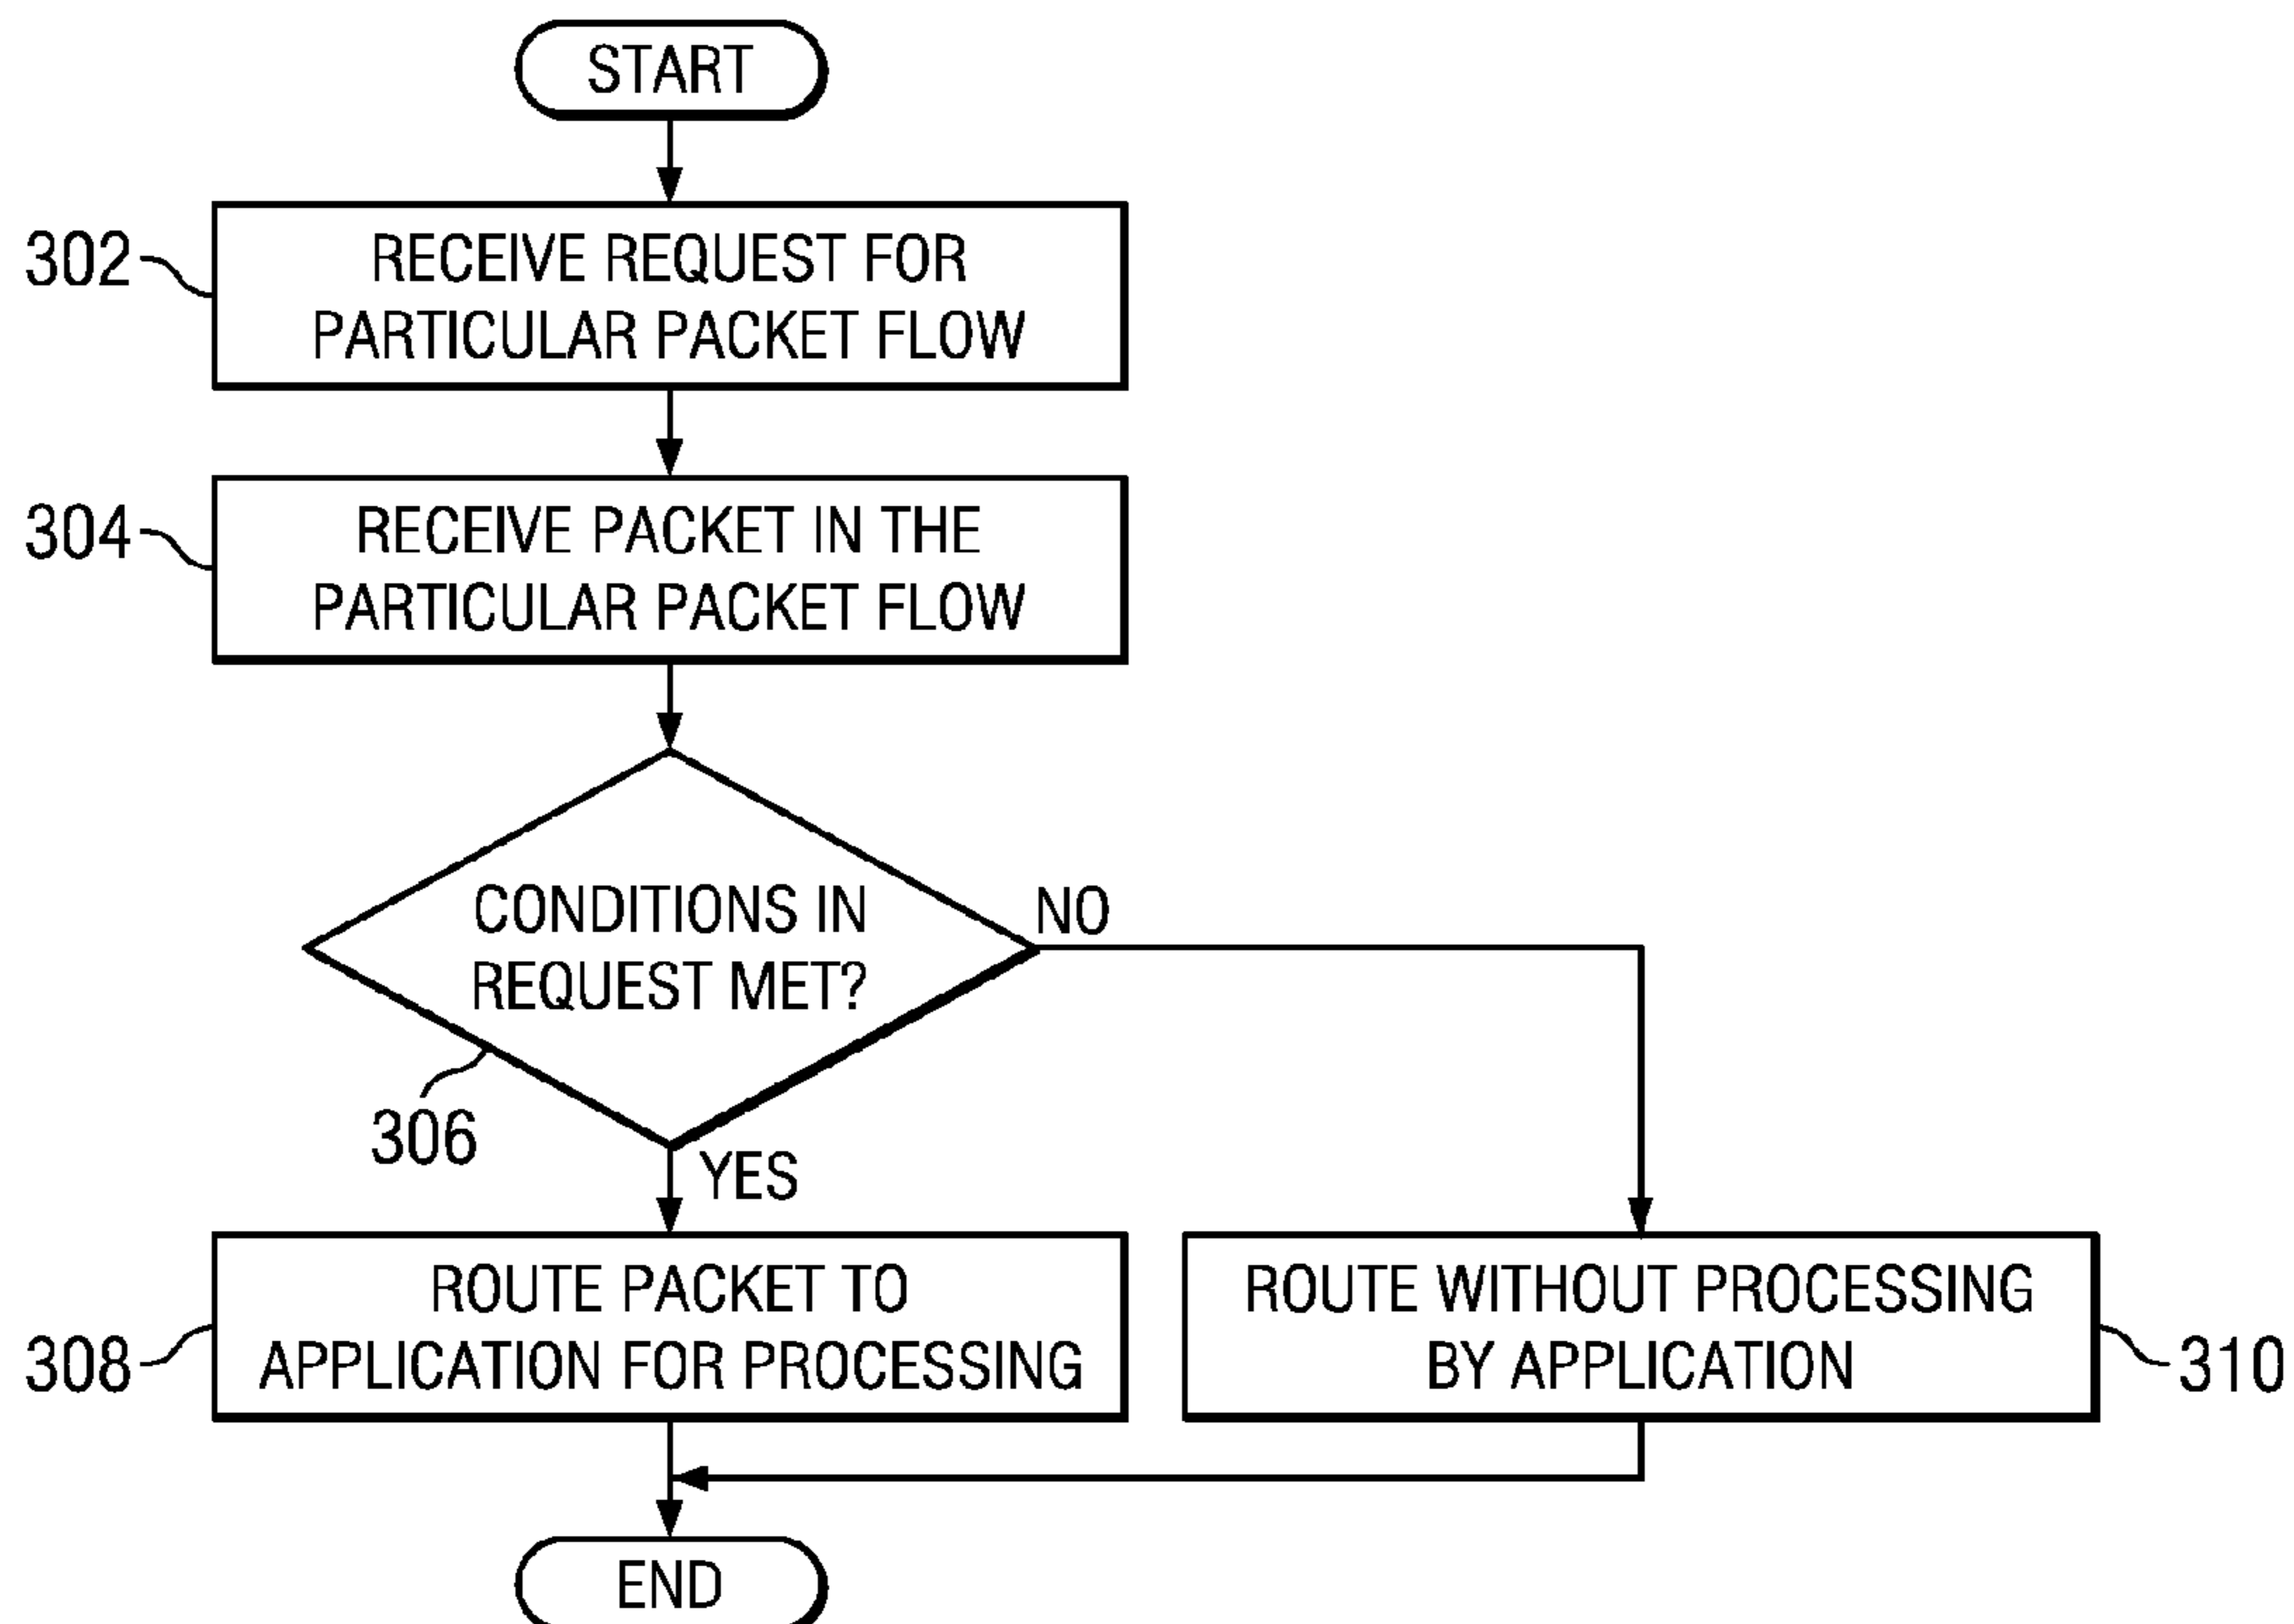 START
302
RECEIVE REQUEST FOR
PARTICULAR PACKET FLOW
304
RECEIVE PACKET IN THE
PARTICULAR PACKET FLOW
CONDITIONS IN
REQUEST MET?
NO
306
YES
308
ROUTE PACKET TO
APPLICATION FOR PROCESSING
ROUTE WITHOUT PROCESSING
BY APPLICATION
310
END